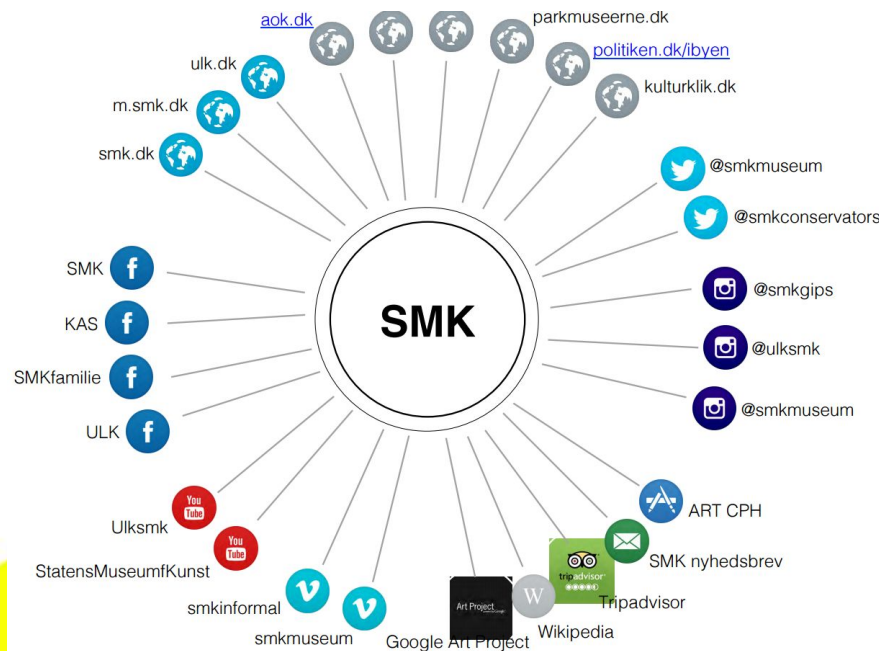 aok.dk
parkmuseerne.dk
politiken.dk/ibyen
kulturklik.dk
ulk.dk
m.smk.dk
smk.dk
@smkmuseum
@smkconservators
SMK
KAS
SMKfamilie
ULK
SMK
@smkgips
@ulksmk
@smkmuseum
You
Tube
Ulksmk
You
Tube
StatensMuseumfKunst
smkinformal
smkmuseum
Art Project
Google Art Project
W
Wikipedia
tripadvisor
Tripadvisor
SMK nyhedsbrev
ART CPH